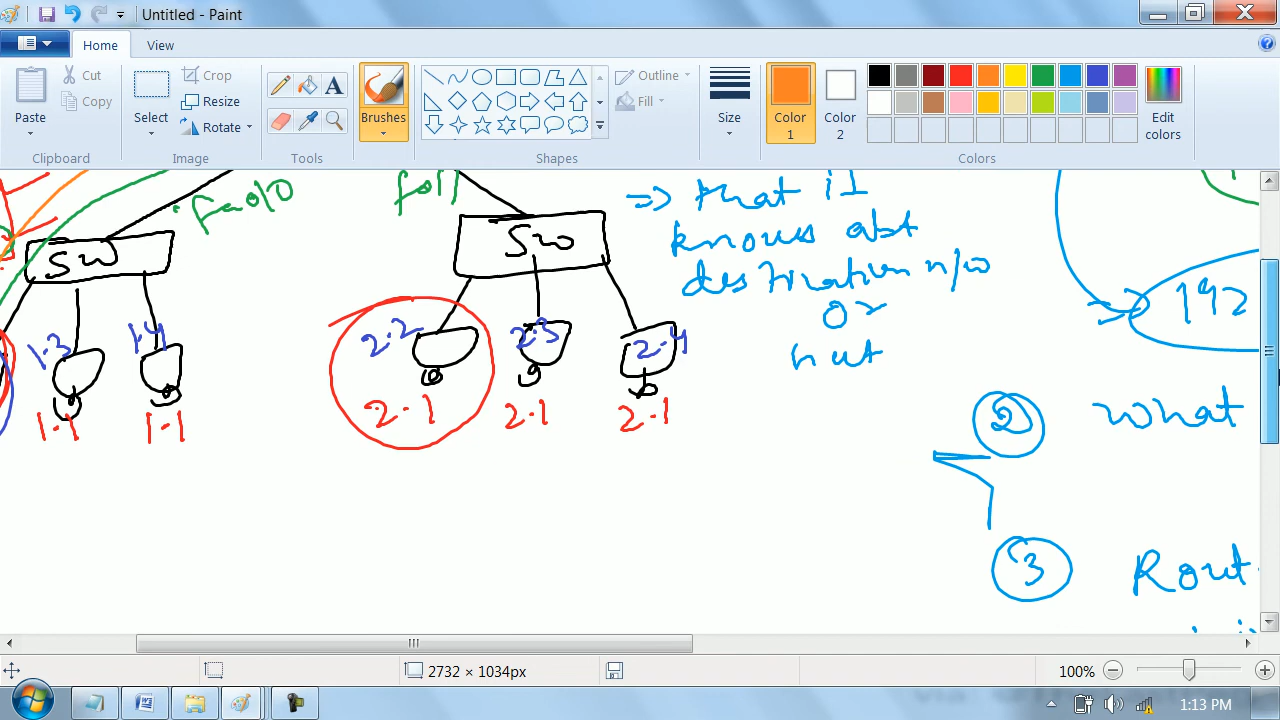 Untitled - Paint
Home
View
Paste
Cut
Copy
Clipboard
Select
Crop
Resize
Rotate
Image
A
Tools
Brushes
Outline
Fill
Shapes
Size
Color
1
Color
2
Edit
colors
Colors
fa0/0
SW
1.3
1.4
1.1
1.1
SW
2.2
2.3
2.4
2.1
2.1
2.1
=> that it
knows abt
destination n/w
or
not
192
2 What
3 Rout
2732 × 1034px
100%
1:13 PM